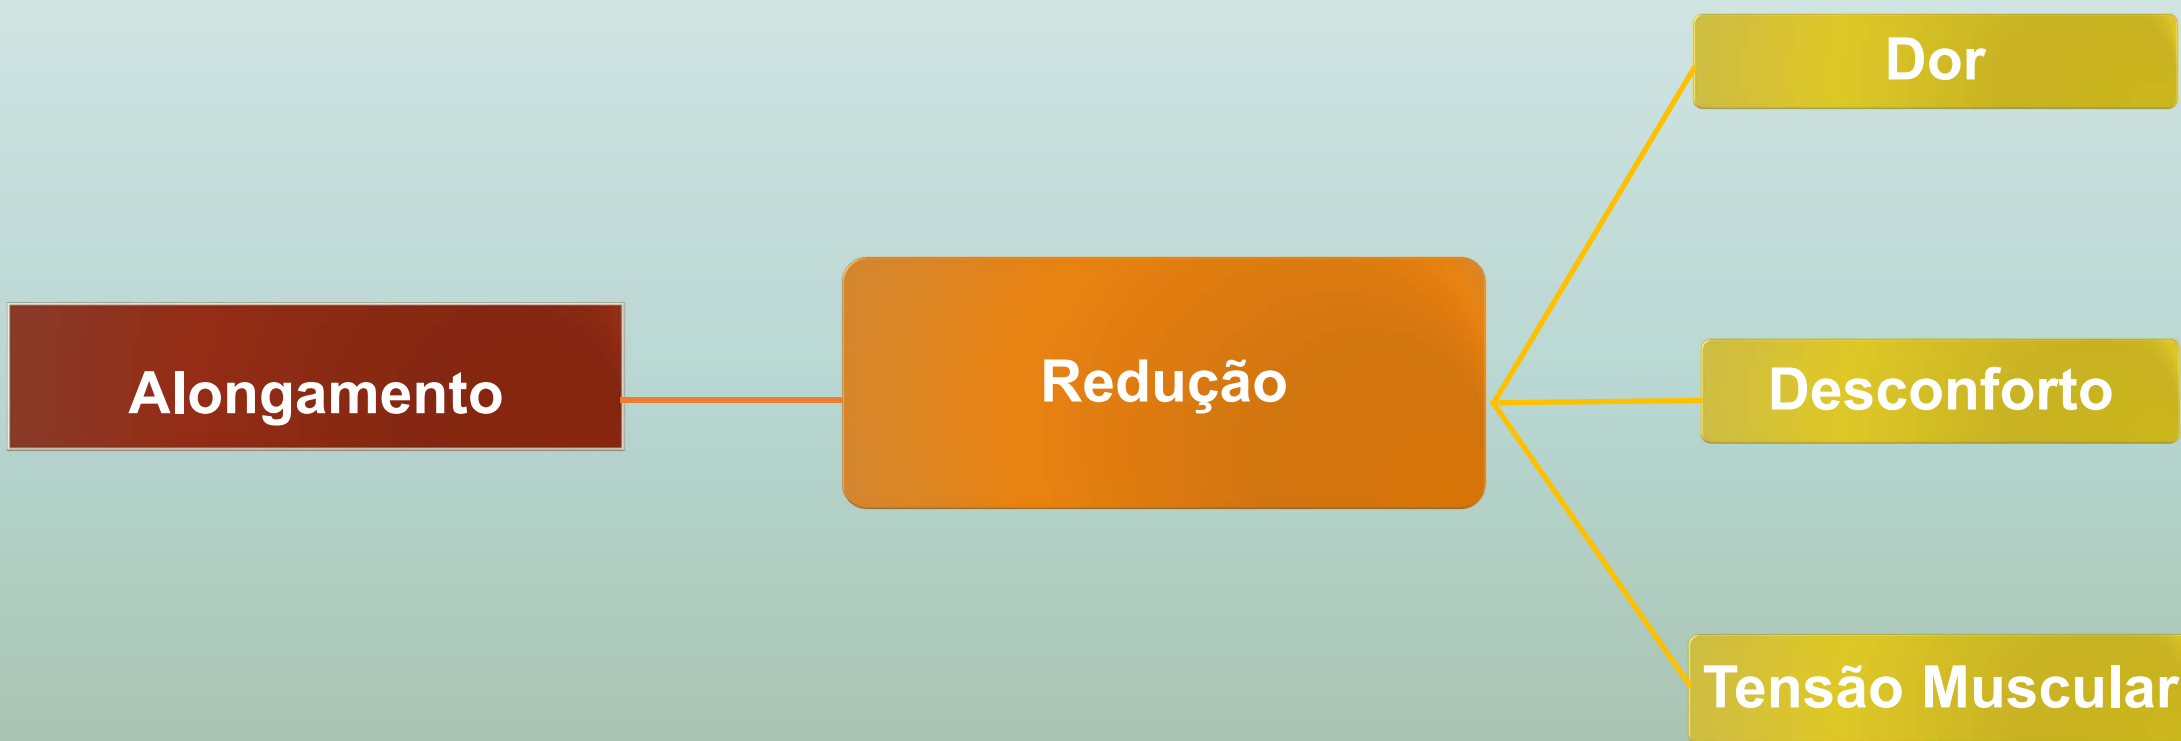 Alongamento
Redução
Dor
Desconforto
Tensão Muscular